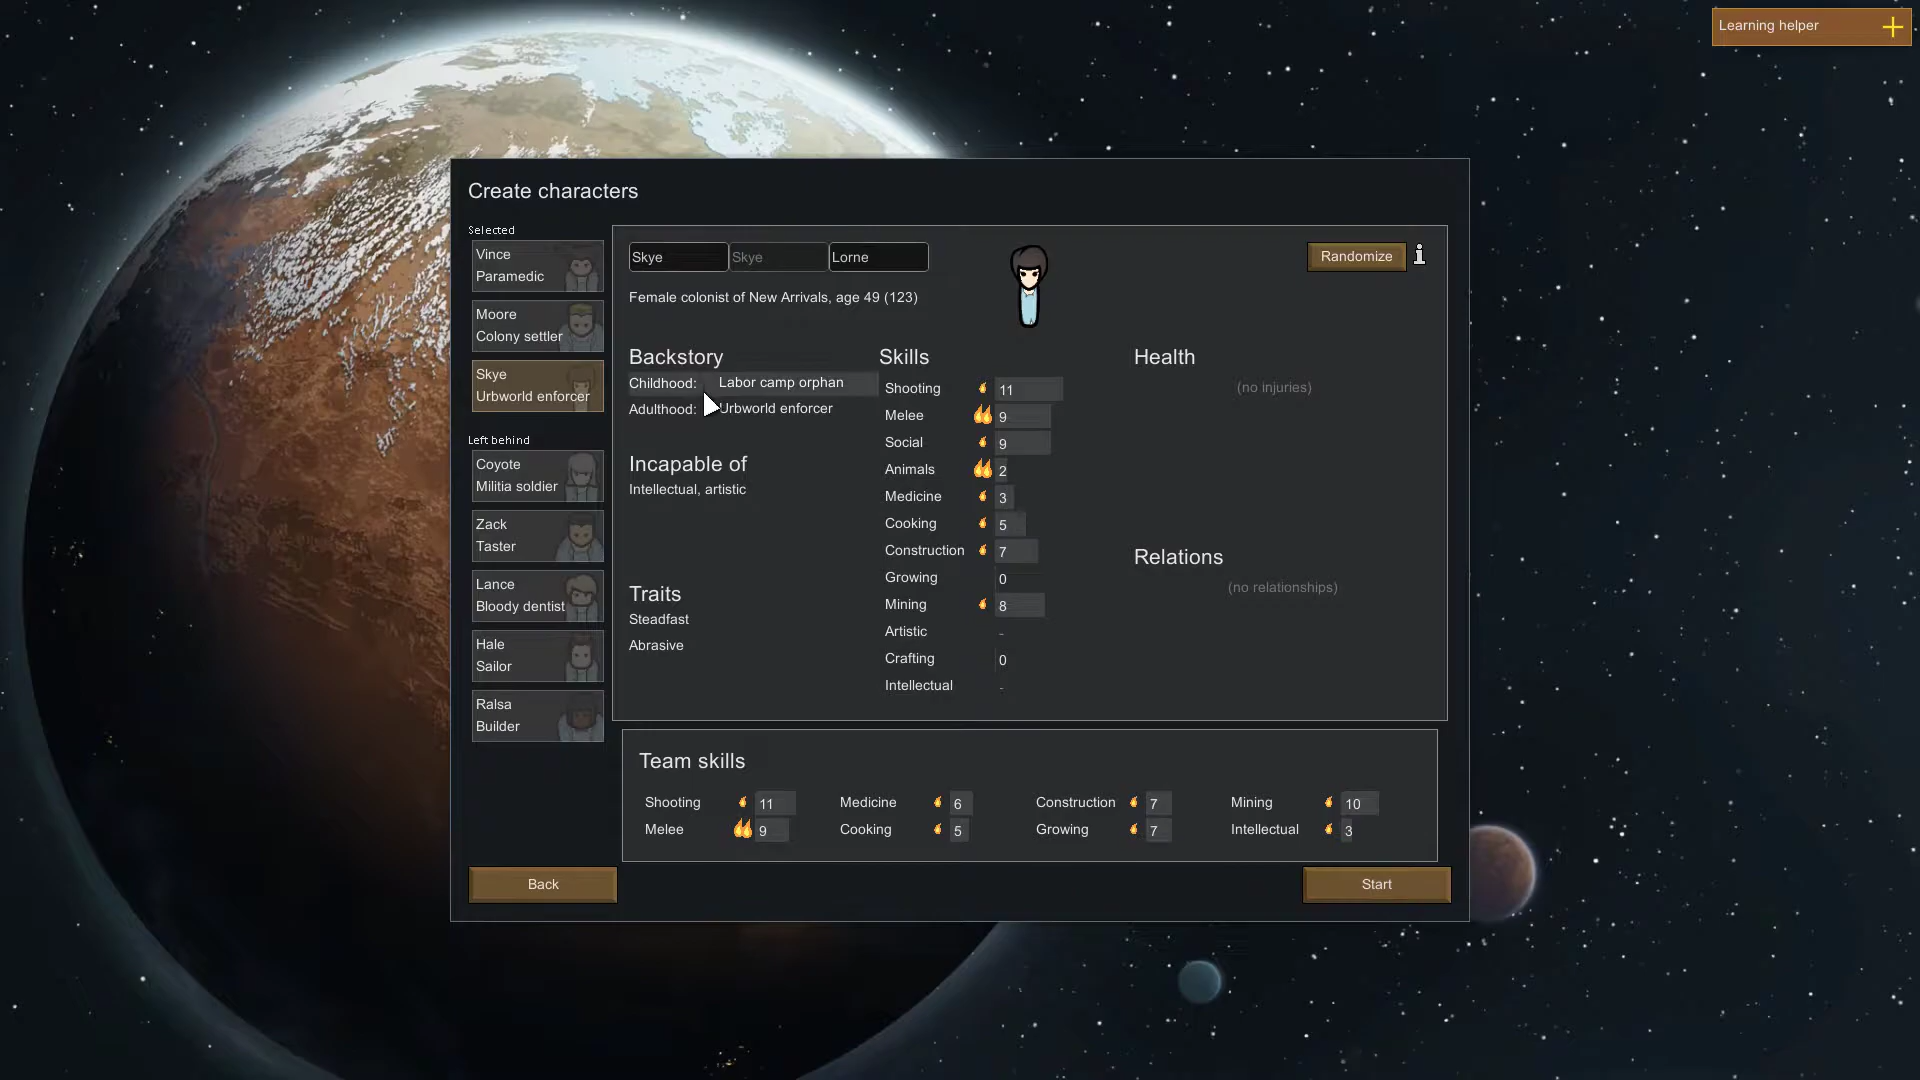 Learning helper
Create characters
Selected
Vince
Paramedic
Moore
Colony settler
Skye
Urbworld enforcer
Left behind
Coyote
Militia soldier
Zack
Taster
Lance
Bloody dentist
Hale
Sailor
Ralsa
Builder
Skye Skye Lorne
Randomize
Female colonist of New Arrivals, age 49 (123)
Backstory
Childhood: Labor camp orphan
Adulthood: Urbworld enforcer
Incapable of
Intellectual, artistic
Traits
Steadfast
Abrasive
Skills
Shooting 11
Melee 9
Social 9
Animals 2
Medicine 3
Cooking 5
Construction 7
Growing 0
Mining 8
Artistic -
Crafting 0
Intellectual -
Health
(no injuries)
Relations
(no relationships)
Team skills
Shooting 11 Medicine 6 Construction 7 Mining 10
Melee 9 Cooking 5 Growing 7 Intellectual 3
Back
Start